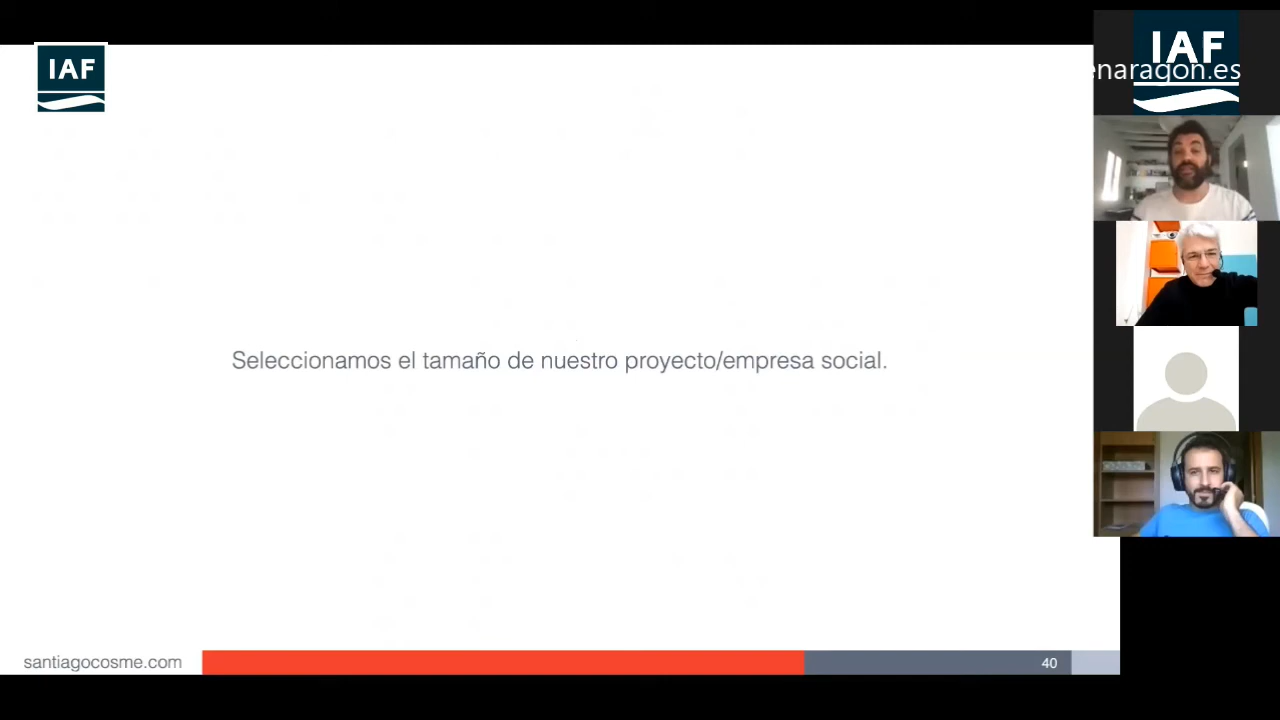 IAF
IAF
enaragon.es
Seleccionamos el tamaño de nuestro proyecto/empresa social.
santiagocosme.com
40